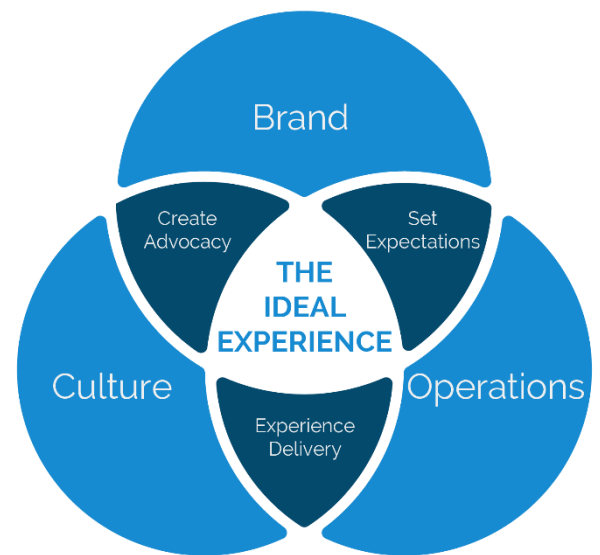 Brand
Create
Advocacy
Set
Expectations
THE
IDEAL
EXPERIENCE
Culture
Operations
Experience
Delivery